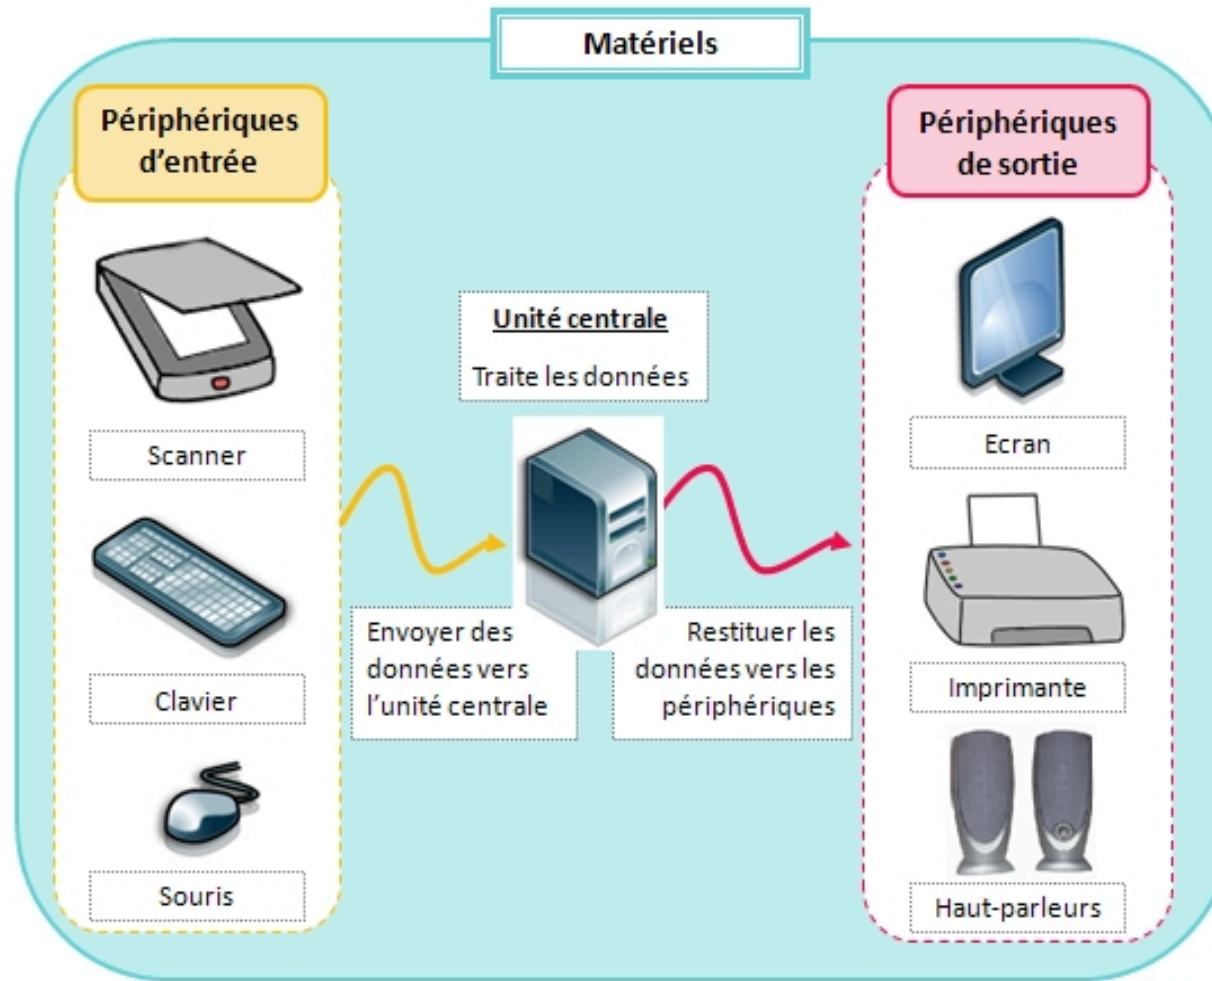 Matériels
Périphériques
d'entrée
Scanner
Clavier
Souris
Unité centrale
Traite les données
Envoyer des
données vers
l'unité centrale
Restituer les
données vers les
périphériques
Périphériques
de sortie
Ecran
Imprimante
Haut-parleurs